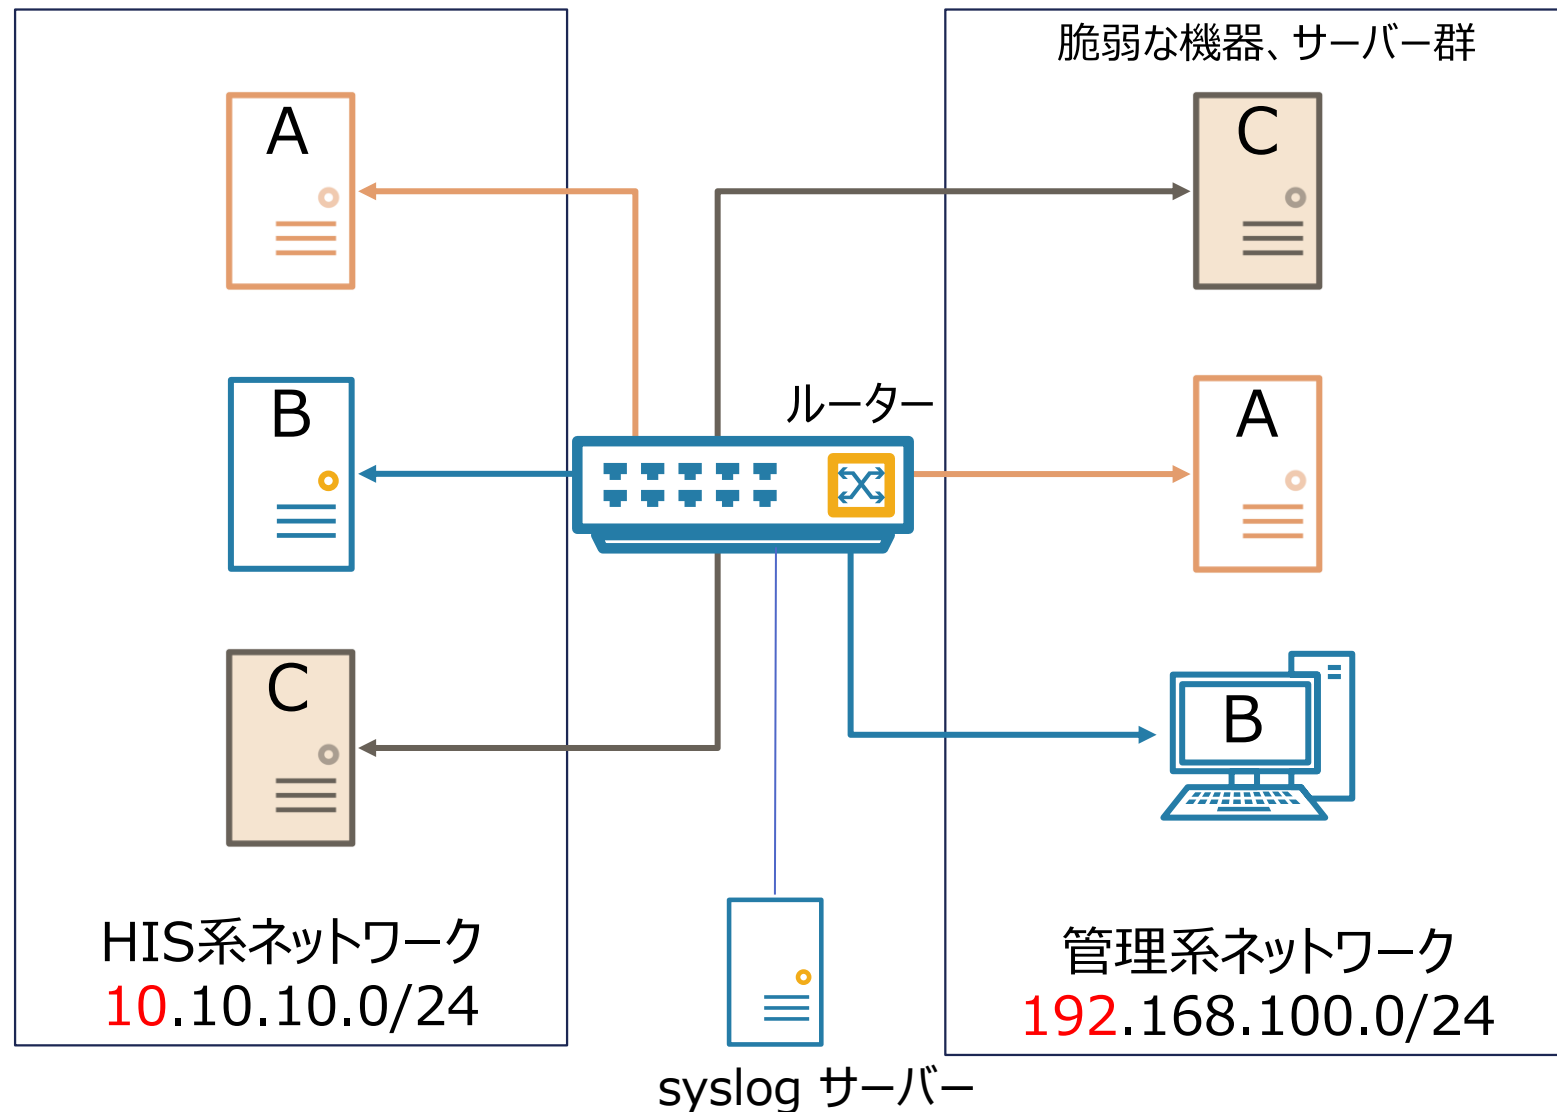 脆弱な機器、サーバー群
A
C
ルーター
B
A
C
B
HIS系ネットワーク
10.10.10.0/24
管理系ネットワーク
192.168.100.0/24
syslog サーバー